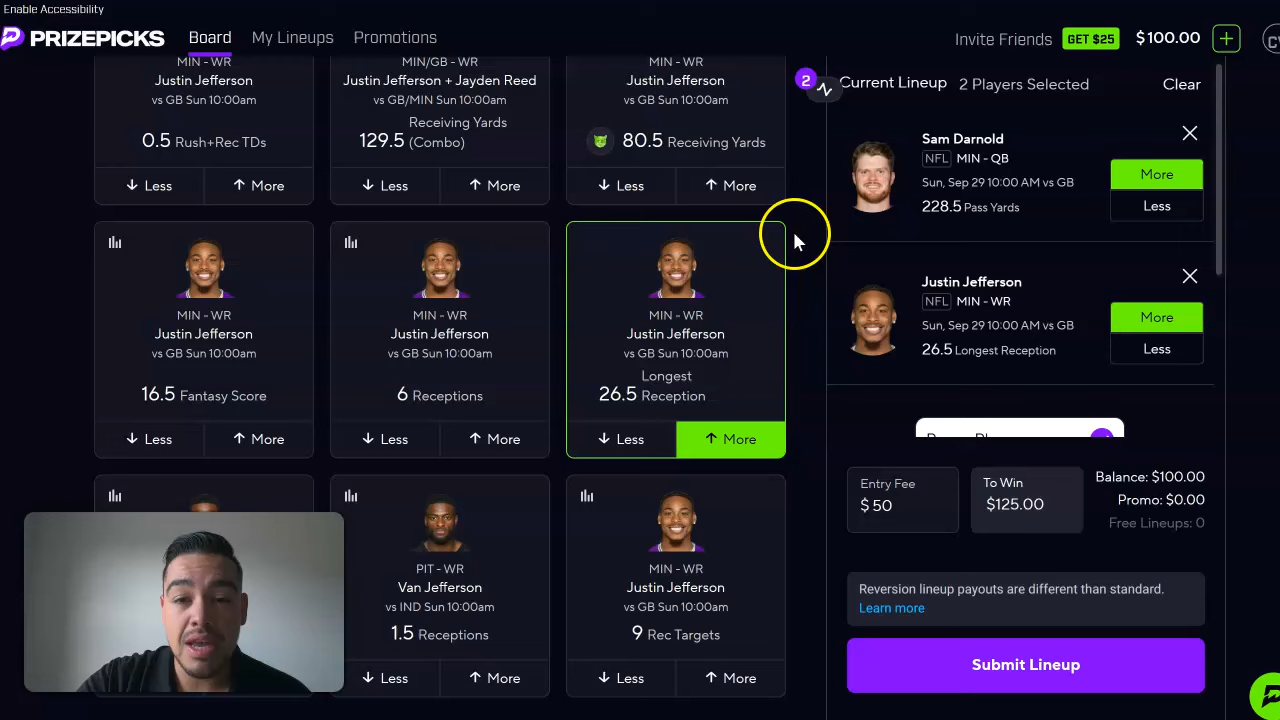 Enable Accessibility
PRIZEPICKS
Board
My Lineups
Promotions
Invite Friends
GET $25
$100.00
MIN - WR
Justin Jefferson
vs GB Sun 10:00am
0.5 Rush+Rec TDs
Less
More
MIN/GB - WR
Justin Jefferson + Jayden Reed
vs GB/MIN Sun 10:00am
Receiving Yards
129.5 (Combo)
Less
More
MIN - WR
Justin Jefferson
vs GB Sun 10:00am
80.5 Receiving Yards
Less
More
MIN - WR
Justin Jefferson
vs GB Sun 10:00am
16.5 Fantasy Score
Less
More
MIN - WR
Justin Jefferson
vs GB Sun 10:00am
6 Receptions
Less
More
MIN - WR
Justin Jefferson
vs GB Sun 10:00am
Longest
26.5 Reception
Less
More
PIT - WR
Van Jefferson
vs IND Sun 10:00am
1.5 Receptions
Less
More
MIN - WR
Justin Jefferson
vs GB Sun 10:00am
9 Rec Targets
Less
More
2
Current Lineup
2 Players Selected
Clear
Sam Darnold
NFL MIN - QB
Sun, Sep 29 10:00 AM vs GB
228.5 Pass Yards
More
Less
Justin Jefferson
NFL MIN - WR
Sun, Sep 29 10:00 AM vs GB
26.5 Longest Reception
More
Less
Entry Fee
$ 50
To Win
$125.00
Balance: $100.00
Promo: $0.00
Free Lineups: 0
Reversion lineup payouts are different than standard.
Learn more
Submit Lineup